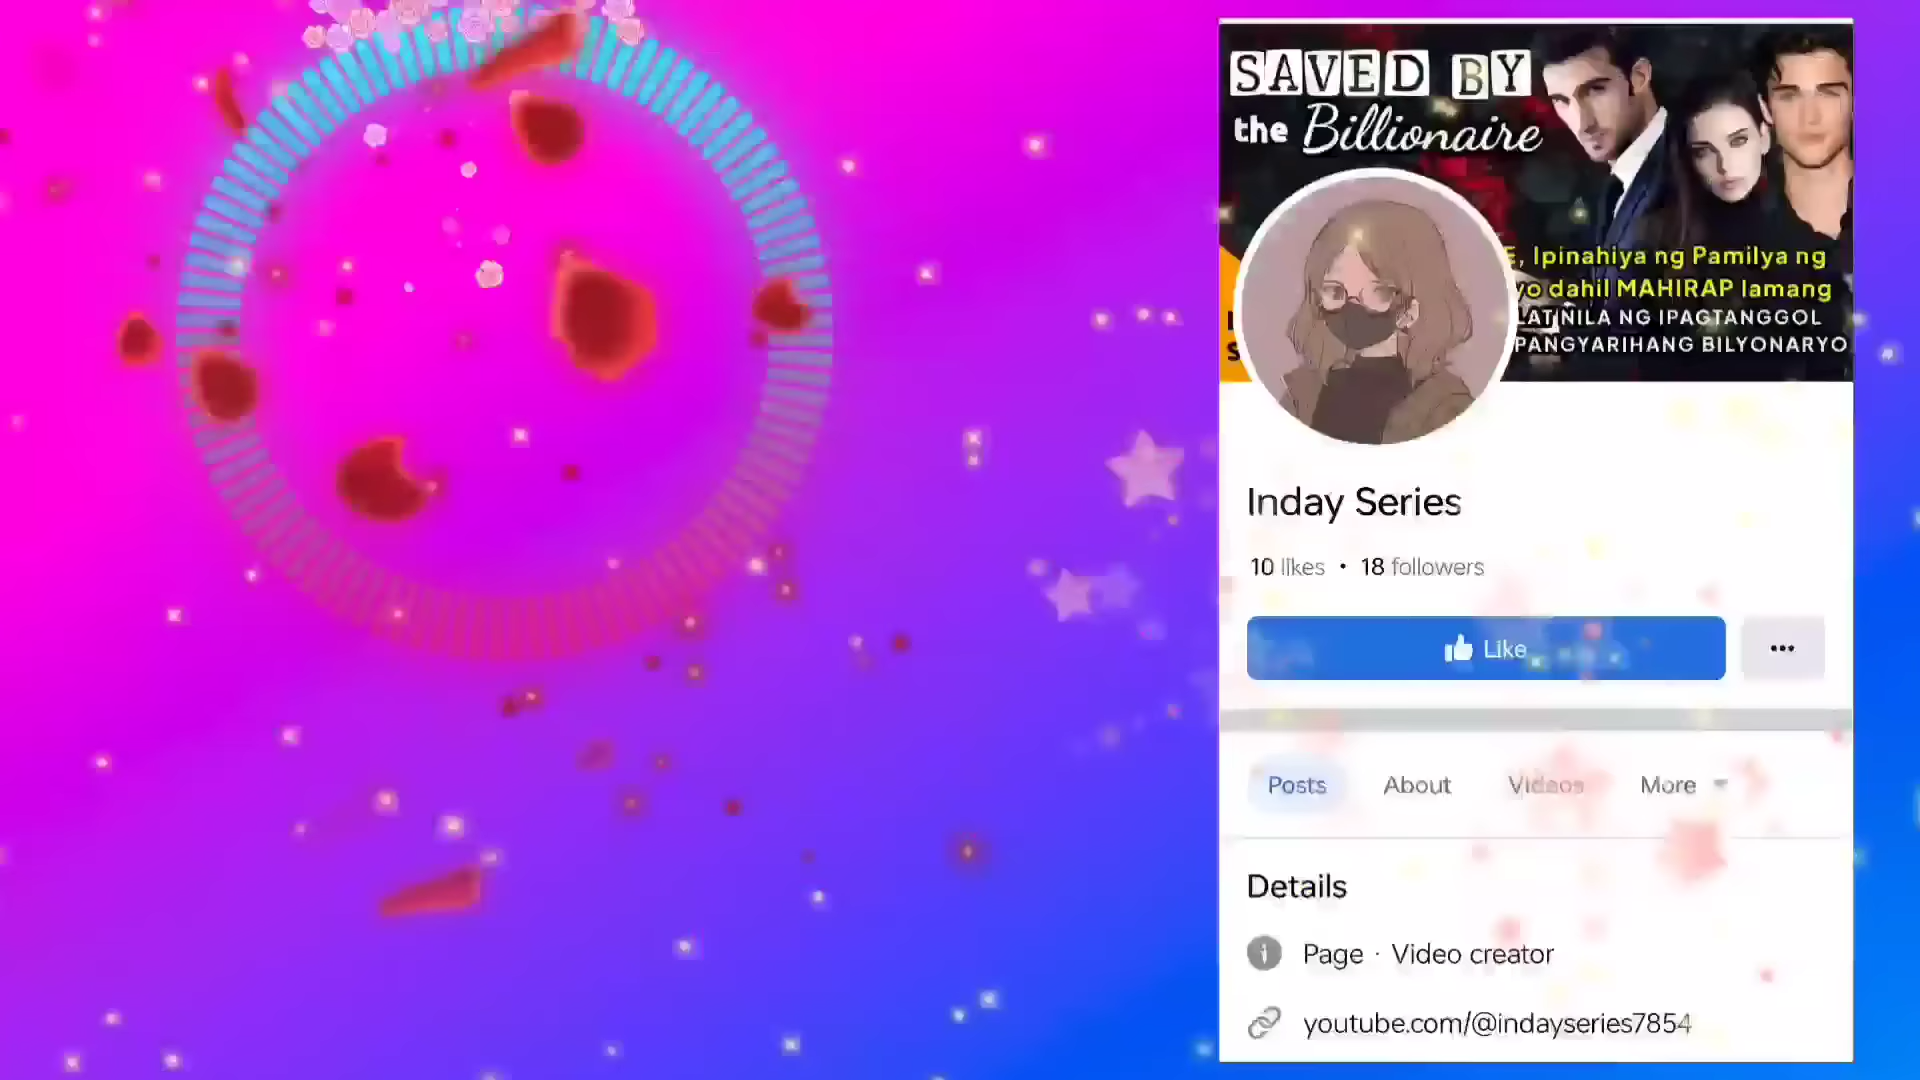 SAVED BY
the Billionaire
, Ipinahiya ng Pamilya ng
yo dahil MAHIRAP lamang
NILA NG IPAGTANGGOL
PANGYARIHANG BILYONARYO
Inday Series
10 likes • 18 followers
Like
Posts About Videos More
Details
Page · Video creator
youtube.com/@indayseries7854